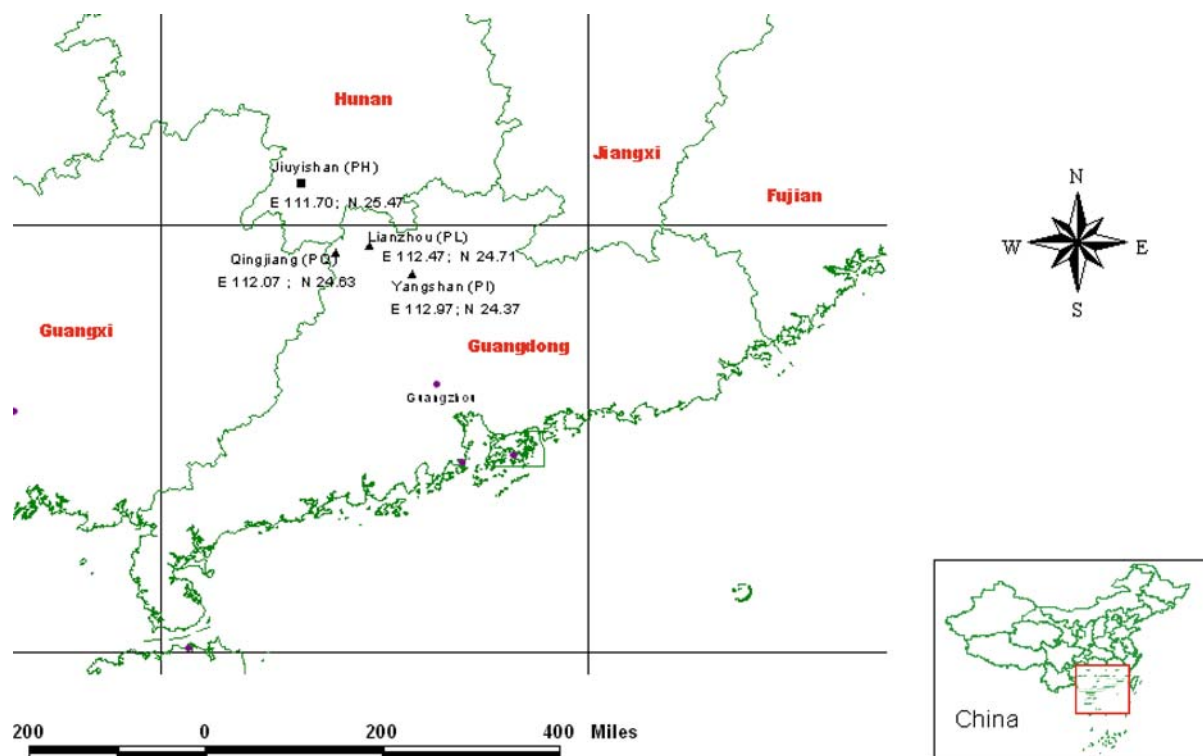 Hunan
Jiuyishan (PH)
E 111.70; N 25.47
Jiangxi
Fujian
Lianzhou (PL)
E 112.47; N 24.71
Qingjiang (PQ)
E 112.07 ; N 24.63
Yangshan (PI)
E 112.97; N 24.37
Guangxi
Guangdong
Guangzhou
N
W
E
S
China
200 0 200 400 Miles